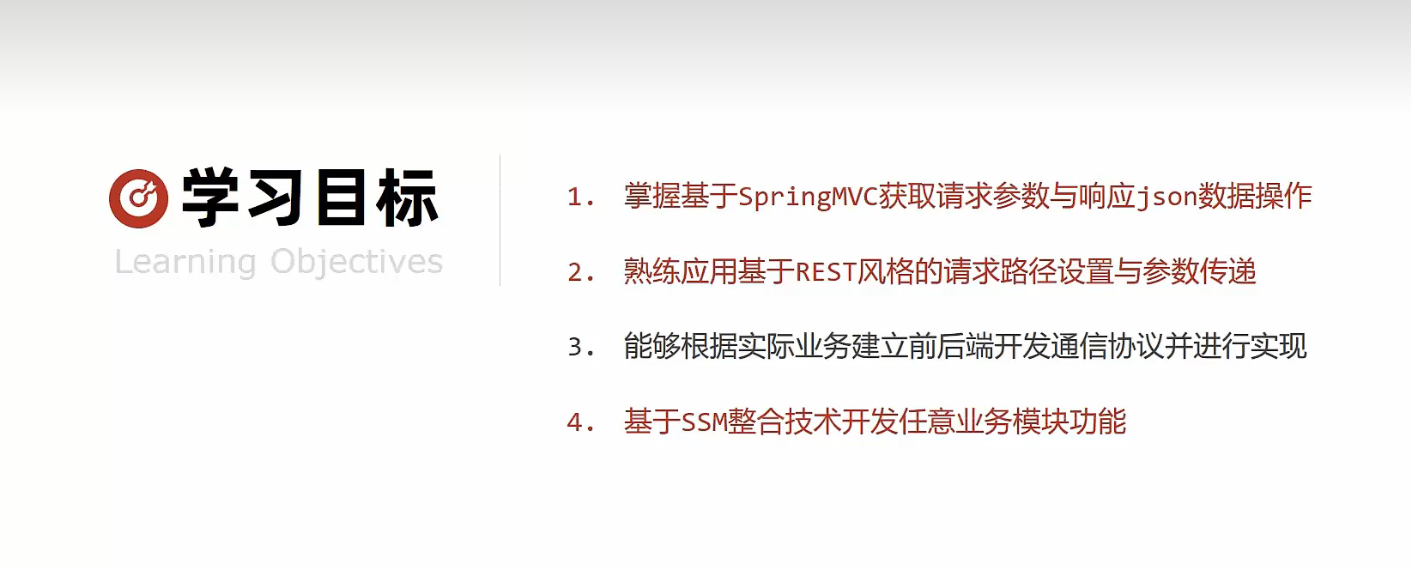 学习目标
Learning Objectives
1. 掌握基于SpringMVC获取请求参数与响应json数据操作
2. 熟练应用基于REST风格的请求路径设置与参数传递
3. 能够根据实际业务建立前后端开发通信协议并进行实现
4. 基于SSM整合技术开发任意业务模块功能